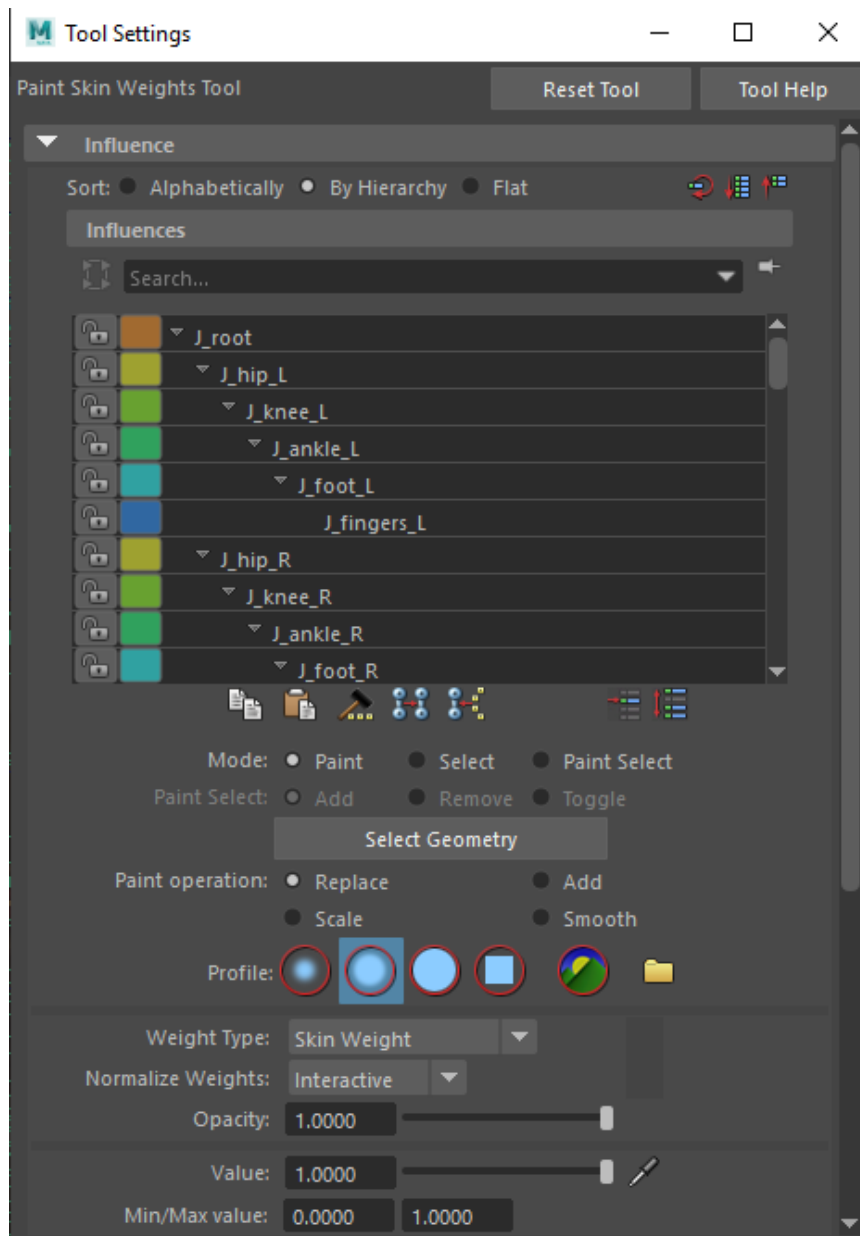 Tool Settings
Paint Skin Weights Tool Reset Tool Tool Help
Influence
Sort: Alphabetically By Hierarchy Flat
Influences
Search...
J_root
J_hip_L
J_knee_L
J_ankle_L
J_foot_L
J_fingers_L
J_hip_R
J_knee_R
J_ankle_R
J_foot_R
Mode: Paint Select Paint Select
Paint Select: Add Remove Toggle
Select Geometry
Paint operation: Replace Add
Scale Smooth
Profile:
Weight Type: Skin Weight
Normalize Weights: Interactive
Opacity: 1.0000
Value: 1.0000
Min/Max value: 0.0000 1.0000